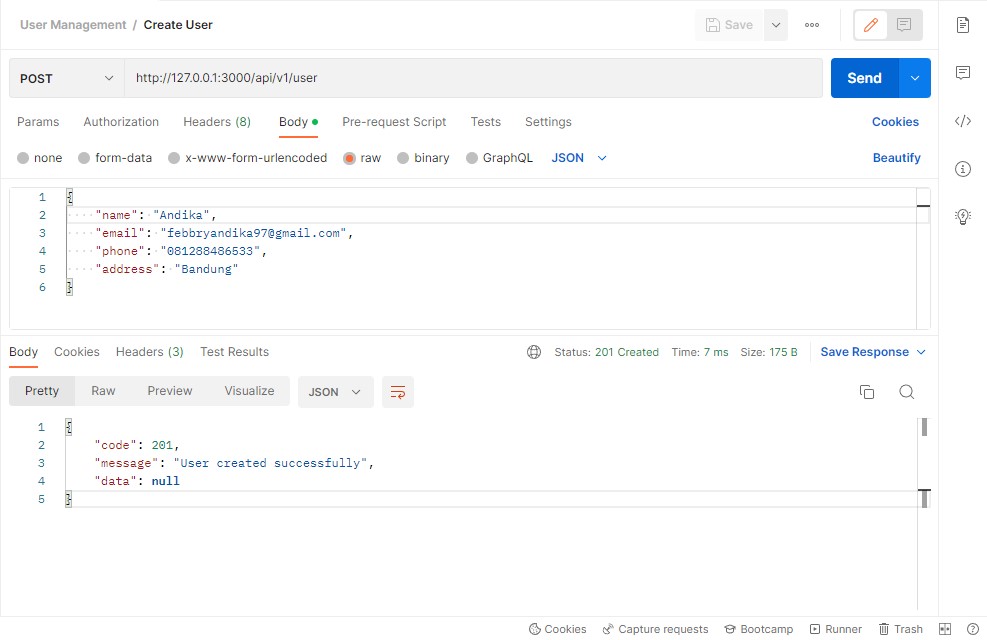 User Management / Create User
Save
POST
http://127.0.0.1:3000/api/v1/user
Send
Params Authorization Headers (8) Body Pre-request Script Tests Settings Cookies
none form-data x-www-form-urlencoded raw binary GraphQL JSON Beautify
1 {
2 "name": "Andika",
3 "email": "febbryandika97@gmail.com",
4 "phone": "081288486533",
5 "address": "Bandung"
6 }
Body Cookies Headers (3) Test Results Status: 201 Created Time: 7 ms Size: 175 B Save Response
Pretty Raw Preview Visualize JSON
1 {
2 "code": 201,
3 "message": "User created successfully",
4 "data": null
5 }
Cookies Capture requests Bootcamp Runner Trash